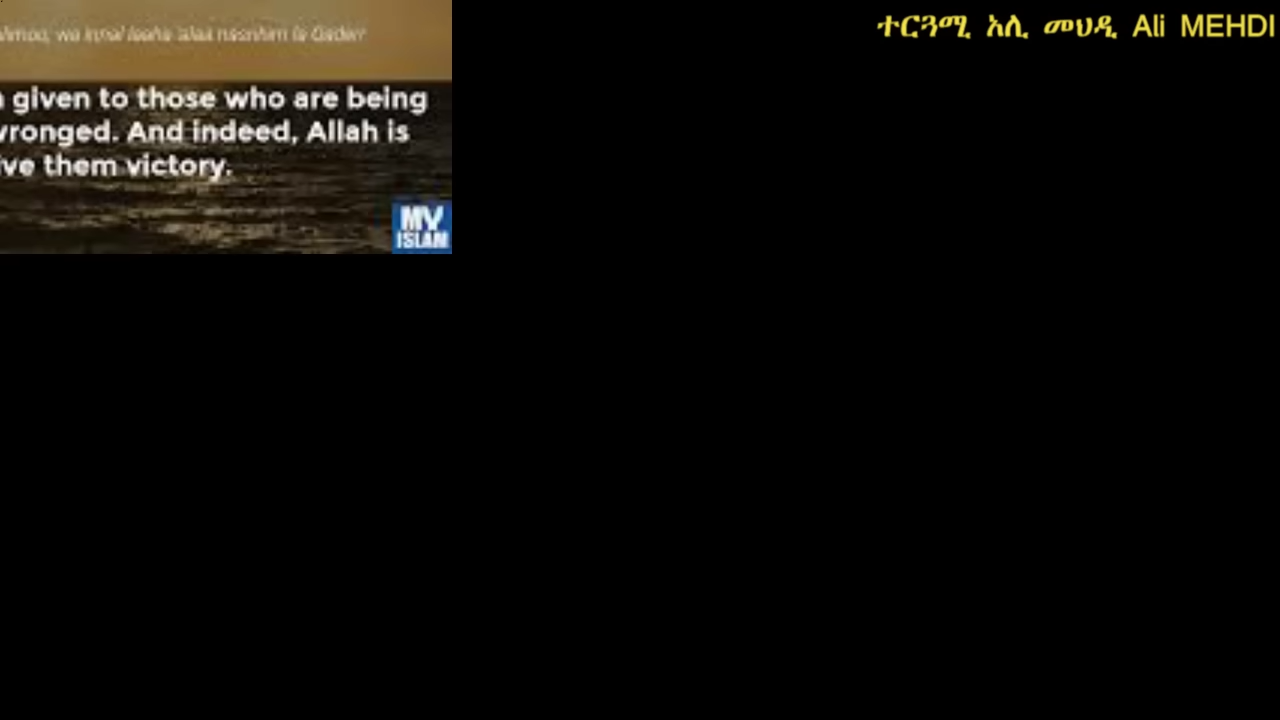 ተርጓሚ አሊ መህዲ Ali MEHDI
given to those who are being
wronged. And indeed, Allah is
them victory.
MY
ISLAM